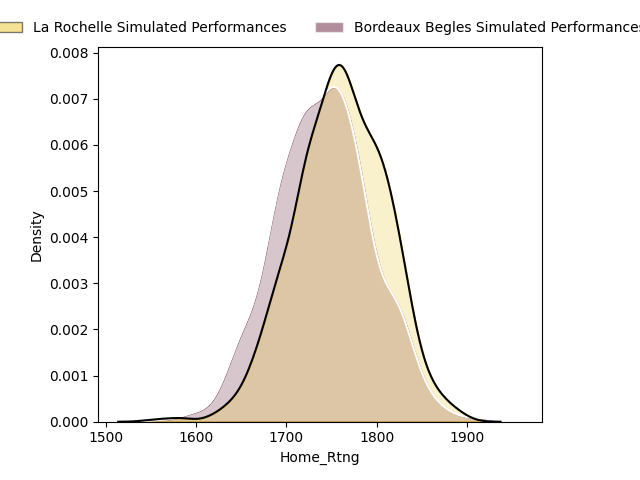 La Rochelle Simulated Performances Bordeaux Begles Simulated Performances
0.008
0.007
0.006
0.005
0.004
0.003
0.002
0.001
0.000
Density
1500 1600 1700 1800 1900
Home_Rtng